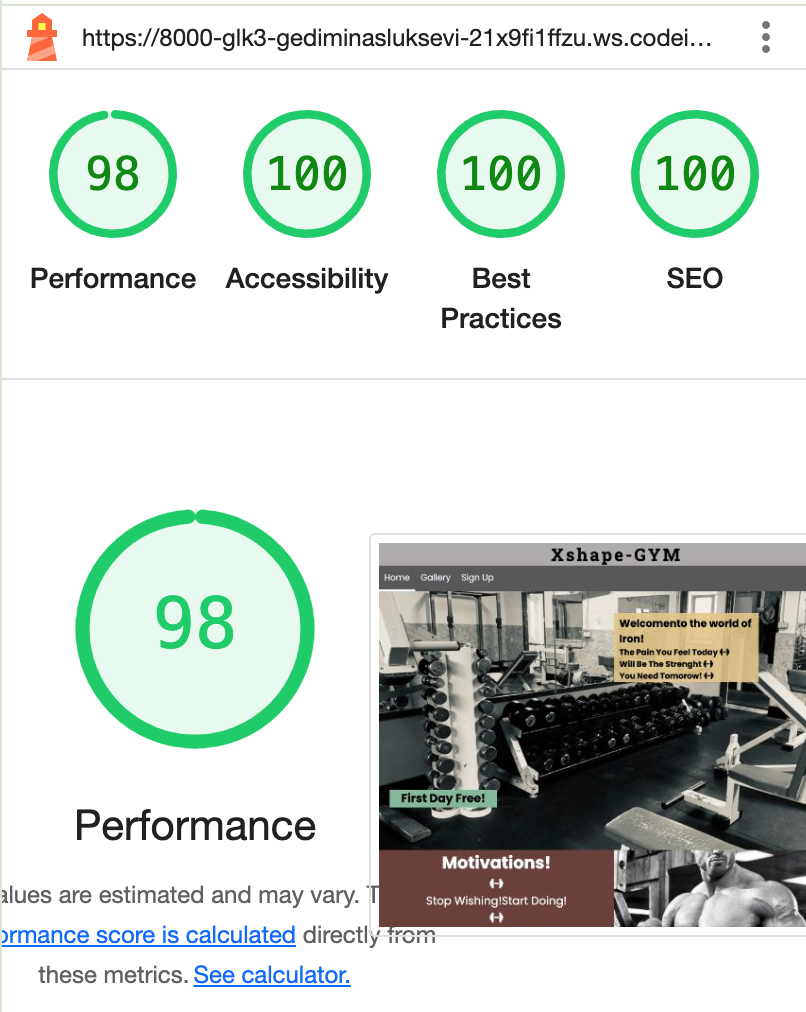 https://8000-glk3-gediminasluksevi-21x9fi1ffzu.ws.codei…
98
100
100
100
Performance
Accessibility
Best
Practices
SEO
98
Performance
alues are estimated and may vary. T
ormance score is calculated directly from
these metrics. See calculator.
Xshape-GYM
Home
Gallery
Sign Up
Welcomento the world of
Iron!
The Pain You Feel Today
Will Be The Strenght
You Need Tomorow!
First Day Free!
Motivations!
Stop Wishing!Start Doing!